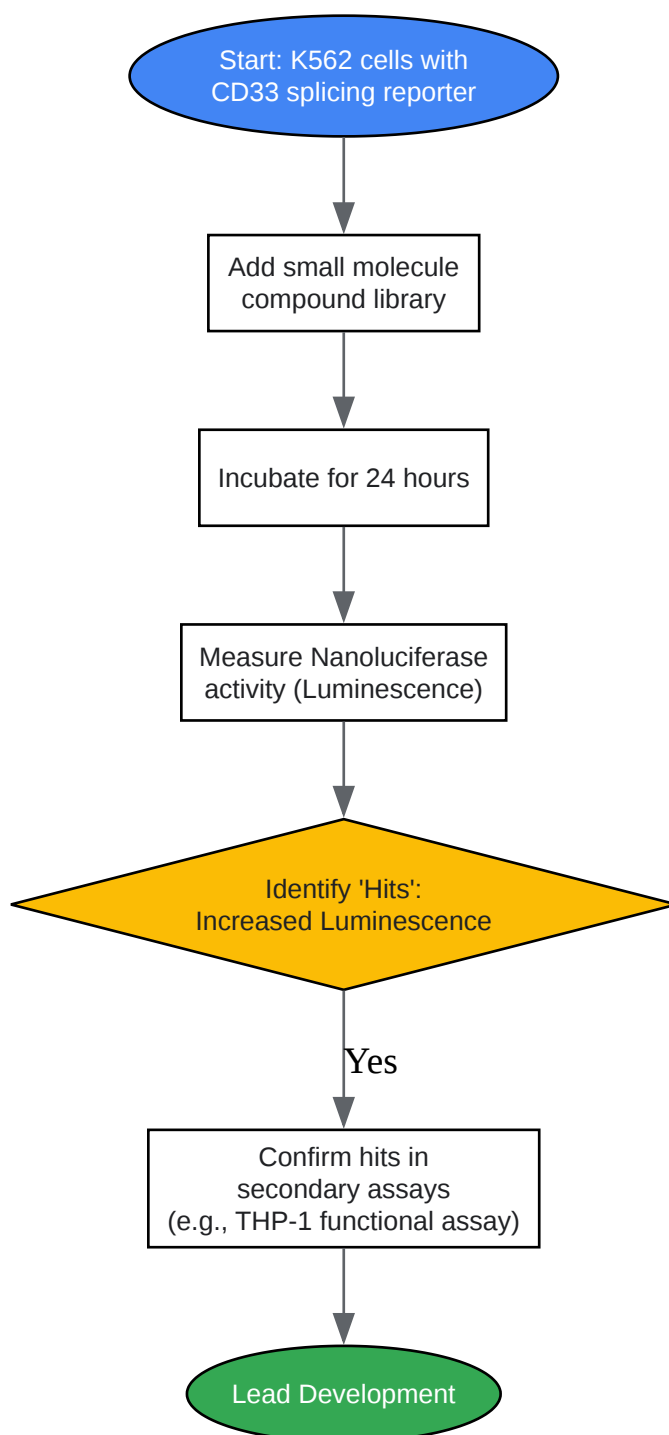 Start: K562 cells with
CD33 splicing reporter
Add small molecule
compound library
Incubate for 24 hours
Measure Nanoluciferase
activity (Luminescence)
Identify 'Hits':
Increased Luminescence
Yes
Confirm hits in
secondary assays
(e.g., THP-1 functional assay)
Lead Development